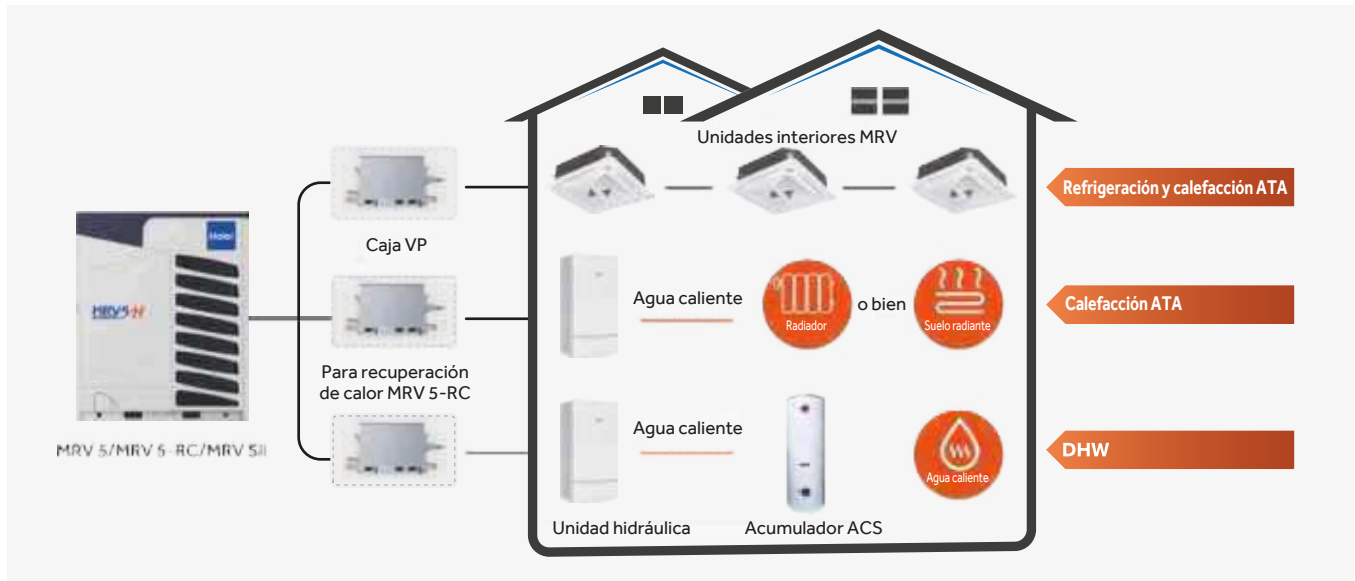 Unidades interiores MRV
Refrigeración y calefacción ATA
Caja VP
Haier
MRV5-H
Agua caliente
Radiador
o bien
Suelo radiante
Calefacción ATA
Para recuperación
de calor MRV 5-RC
MRV 5/MRV 5-RC/MRV 5II
Agua caliente
Agua caliente
DHW
Unidad hidráulica
Acumulador ACS